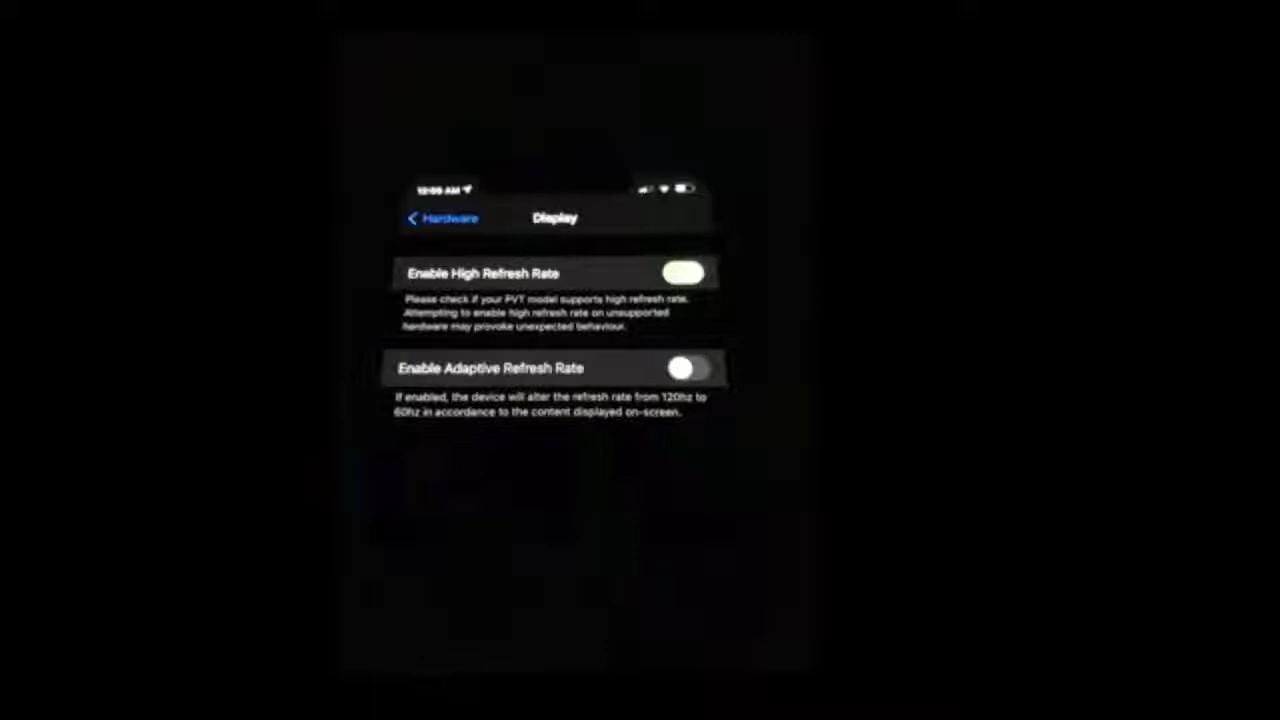 AM
Hardware
Display
Enable High Refresh Rate
Please check if your PVT model supports high refresh rate.
Attempting to enable high refresh rate on unsupported
hardware may provoke unexpected behaviour.
Enable Adaptive Refresh Rate
If enabled, the device will alter the refresh rate from 120hz to
60hz in accordance to the content displayed on-screen.